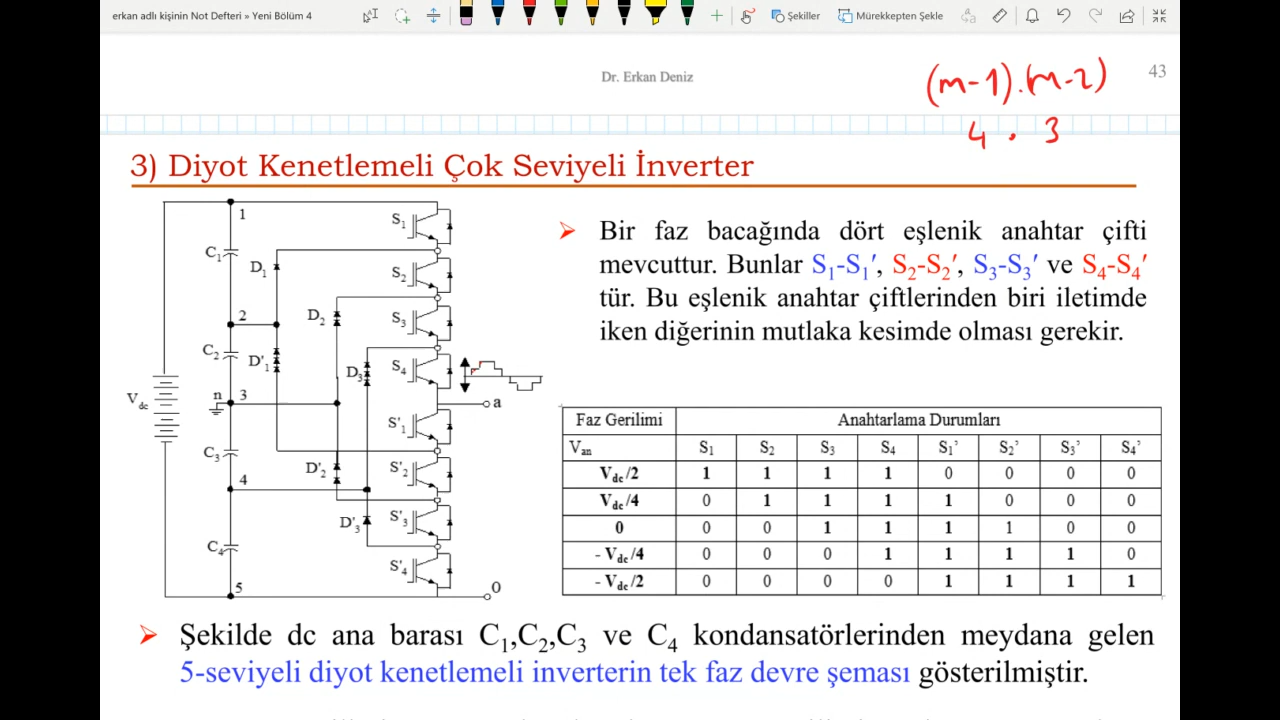 erkan adlı kişinin Not Defteri » Yeni Bölüm 4
Şekiller
Mürekkepten Şekle
Dr. Erkan Deniz
43
(m-1).(m-2)
4 . 3
3) Diyot Kenetlemeli Çok Seviyeli İnverter
1
S1
C1
D1
S2
2
D2
S3
C2
D'1
D3
S4
Vdc
n
3
a
S'1
C3
D'2
S'2
4
D'3
S'3
C4
S'4
5
0
Bir faz bacağında dört eşlenik anahtar çifti
mevcuttur. Bunlar S1-S1′, S2-S2′, S3-S3′ ve S4-S4′
tür. Bu eşlenik anahtar çiftlerinden biri iletimde
iken diğerinin mutlaka kesimde olması gerekir.
Faz Gerilimi Anahtarlama Durumları
Van S1 S2 S3 S4 S1' S2' S3' S4'
Vdc/2 1 1 1 1 0 0 0 0
Vdc/4 0 1 1 1 1 0 0 0
0 0 0 1 1 1 1 0 0
- Vdc/4 0 0 0 1 1 1 1 0
- Vdc/2 0 0 0 0 1 1 1 1
Şekilde dc ana barası C1,C2,C3 ve C4 kondansatörlerinden meydana gelen
5-seviyeli diyot kenetlemeli inverterin tek faz devre şeması gösterilmiştir.